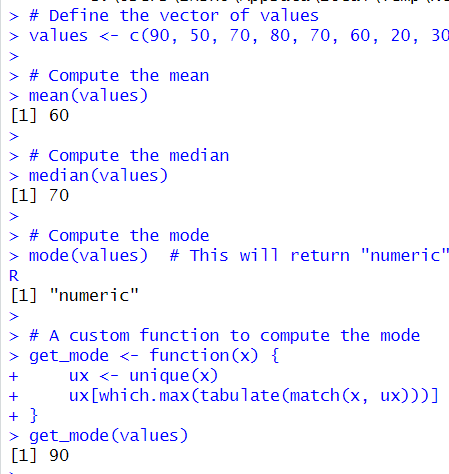 > # Define the vector of values
> values <- c(90, 50, 70, 80, 70, 60, 20, 30
>
> # Compute the mean
> mean(values)
[1] 60
>
> # Compute the median
> median(values)
[1] 70
>
> # Compute the mode
> mode(values)  # This will return "numeric"
R
[1] "numeric"
>
> # A custom function to compute the mode
> get_mode <- function(x) {
+     ux <- unique(x)
+     ux[which.max(tabulate(match(x, ux)))]
+ }
> get_mode(values)
[1] 90